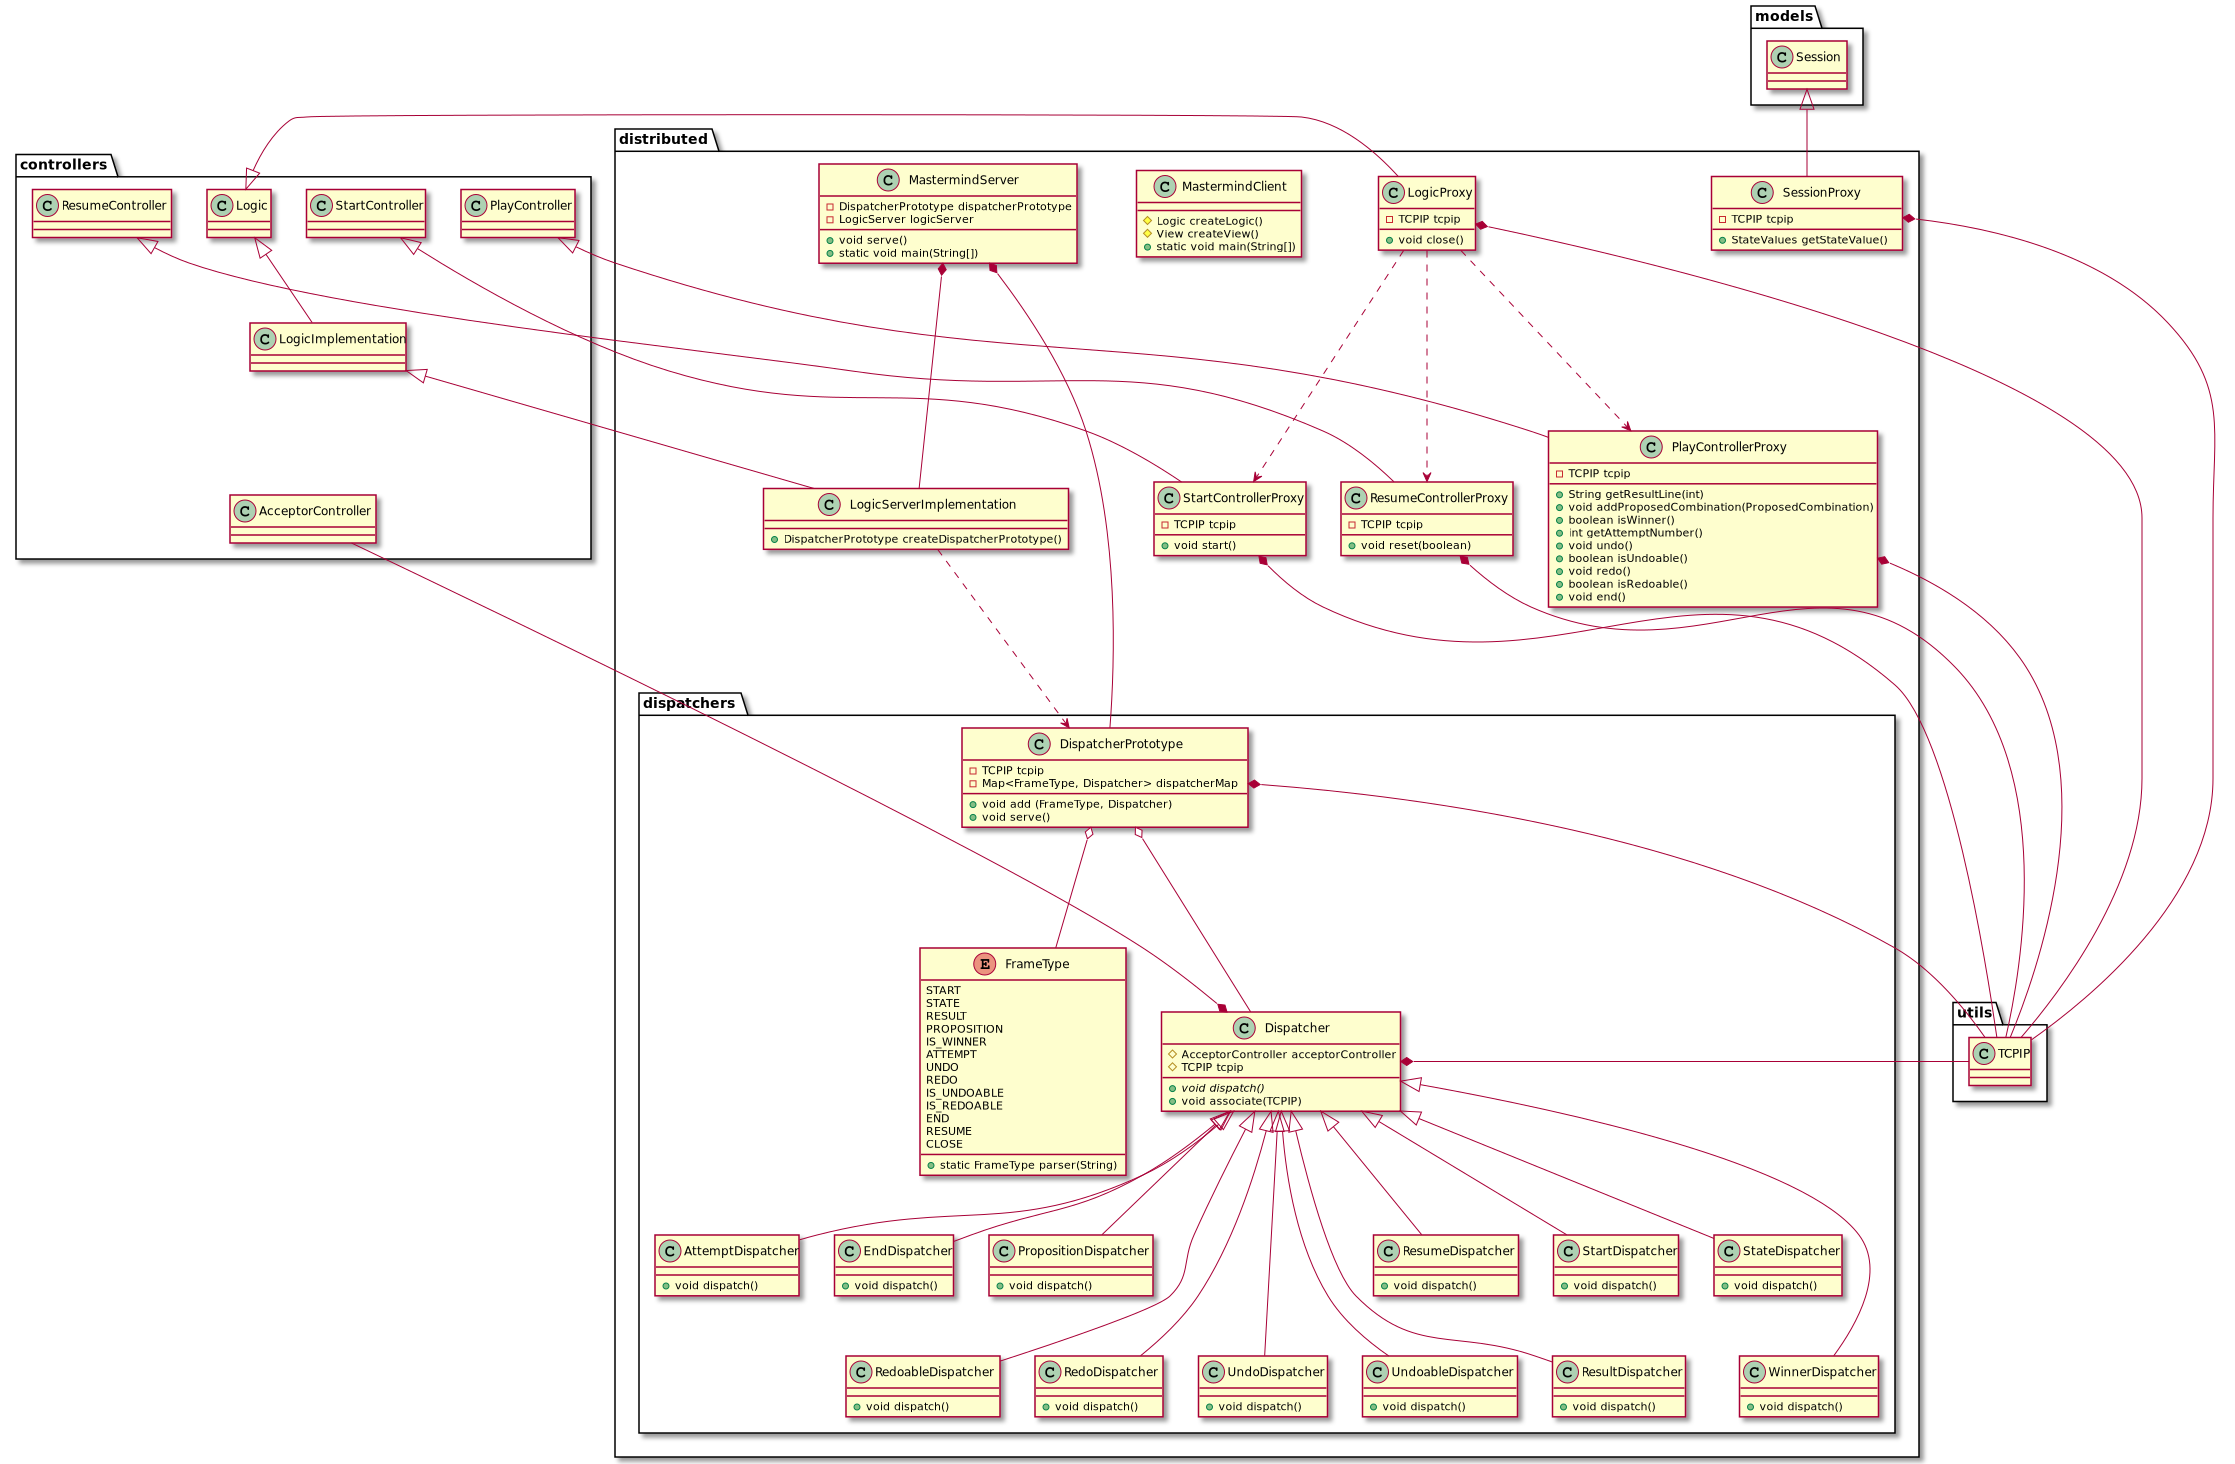 models
Session
distributed
controllers
ResumeController
Logic
StartController
PlayController
LogicImplementation
AcceptorController
MastermindServer
DispatcherPrototype dispatcherPrototype
LogicServer logicServer
void serve()
static void main(String[])
MastermindClient
Logic createLogic()
View createView()
static void main(String[])
LogicProxy
TCPIP tcpip
void close()
SessionProxy
TCPIP tcpip
StateValues getStateValue()
LogicServerImplementation
DispatcherPrototype createDispatcherPrototype()
StartControllerProxy
TCPIP tcpip
void start()
ResumeControllerProxy
TCPIP tcpip
void reset(boolean)
PlayControllerProxy
TCPIP tcpip
String getResultLine(int)
void addProposedCombination(ProposedCombination)
boolean isWinner()
int getAttemptNumber()
void undo()
boolean isUndoable()
void redo()
boolean isRedoable()
void end()
dispatchers
DispatcherPrototype
TCPIP tcpip
Map<FrameType, Dispatcher> dispatcherMap
void add (FrameType, Dispatcher)
void serve()
FrameType
START
STATE
RESULT
PROPOSITION
IS_WINNER
ATTEMPT
UNDO
REDO
IS_UNDOABLE
IS_REDOABLE
END
RESUME
CLOSE
static FrameType parser(String)
Dispatcher
AcceptorController acceptorController
TCPIP tcpip
void dispatch()
void associate(TCPIP)
utils
TCPIP
AttemptDispatcher
void dispatch()
EndDispatcher
void dispatch()
PropositionDispatcher
void dispatch()
ResumeDispatcher
void dispatch()
StartDispatcher
void dispatch()
StateDispatcher
void dispatch()
RedoableDispatcher
void dispatch()
RedoDispatcher
void dispatch()
UndoDispatcher
void dispatch()
UndoableDispatcher
void dispatch()
ResultDispatcher
void dispatch()
WinnerDispatcher
void dispatch()